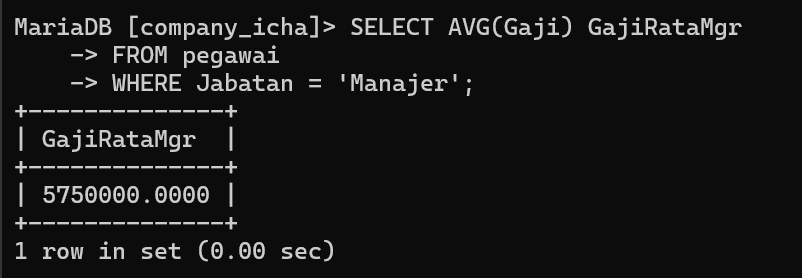 MariaDB [company_icha]> SELECT AVG(Gaji) GajiRataMgr
    -> FROM pegawai
    -> WHERE Jabatan = 'Manajer';
+--------------+
| GajiRataMgr  |
+--------------+
| 5750000.0000 |
+--------------+
1 row in set (0.00 sec)